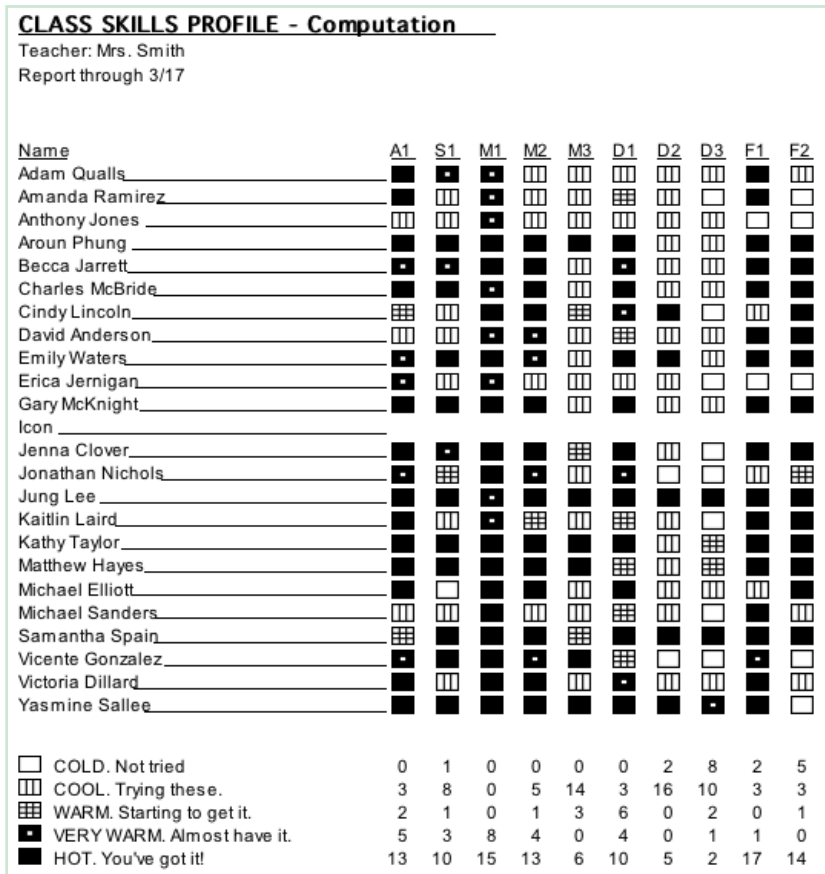 CLASS SKILLS PROFILE - Computation
Teacher: Mrs. Smith
Report through 3/17
Name A1 S1 M1 M2 M3 D1 D2 D3 F1 F2
Adam Qualls
Amanda Ramirez
Anthony Jones
Aroun Phung
Becca Jarrett
Charles McBride
Cindy Lincoln
David Anderson
Emily Waters
Erica Jernigan
Gary McKnight
Icon
Jenna Clover
Jonathan Nichols
Jung Lee
Kaitlin Laird
Kathy Taylor
Matthew Hayes
Michael Elliott
Michael Sanders
Samantha Spain
Vicente Gonzalez
Victoria Dillard
Yasmine Sallee
COLD. Not tried 0 1 0 0 0 0 2 8 2 5
COOL. Trying these. 3 8 0 5 14 3 16 10 3 3
WARM. Starting to get it. 2 1 0 1 3 6 0 2 0 1
VERY WARM. Almost have it. 5 3 8 4 0 4 0 1 1 0
HOT. You've got it! 13 10 15 13 6 10 5 2 17 14